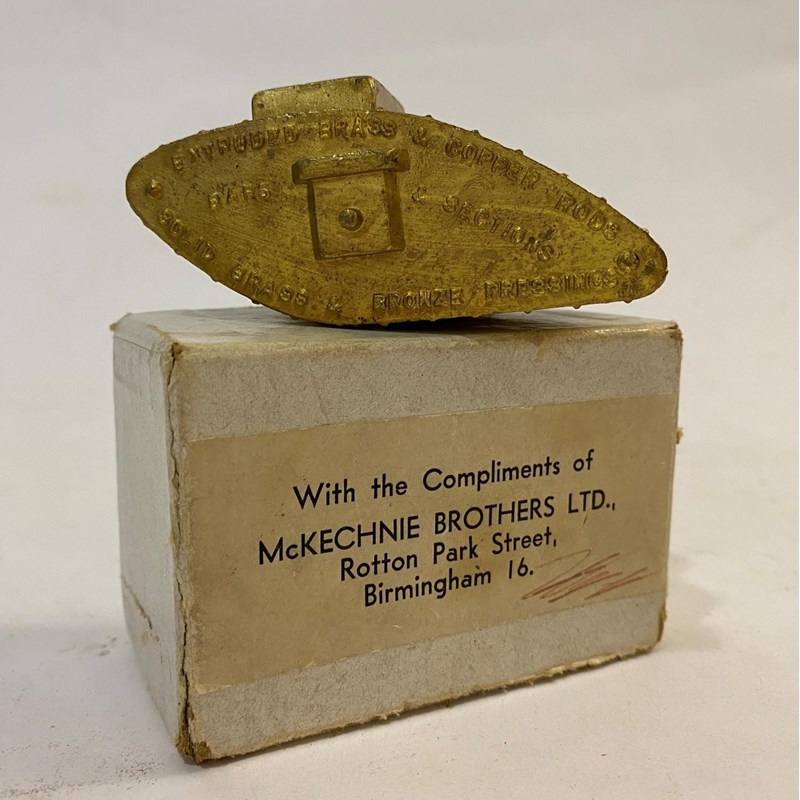 EXTRUDED BRASS & COPPER RODS
BARS & SECTIONS
SOLID BRASS & BRONZE PRESSINGS
With the Compliments of
McKECHNIE BROTHERS LTD.,
Rotton Park Street,
Birmingham 16.